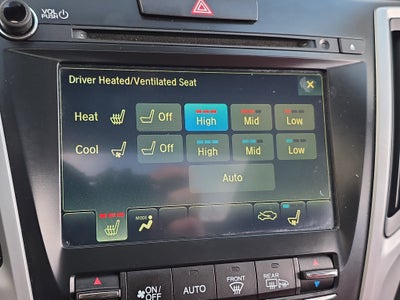 VOL
PUSH
Driver Heated/Ventilated Seat
X
Heat Off High Mid Low
Cool Off High Mid Low
Auto
MODE
ON/OFF AUTO FRONT REAR